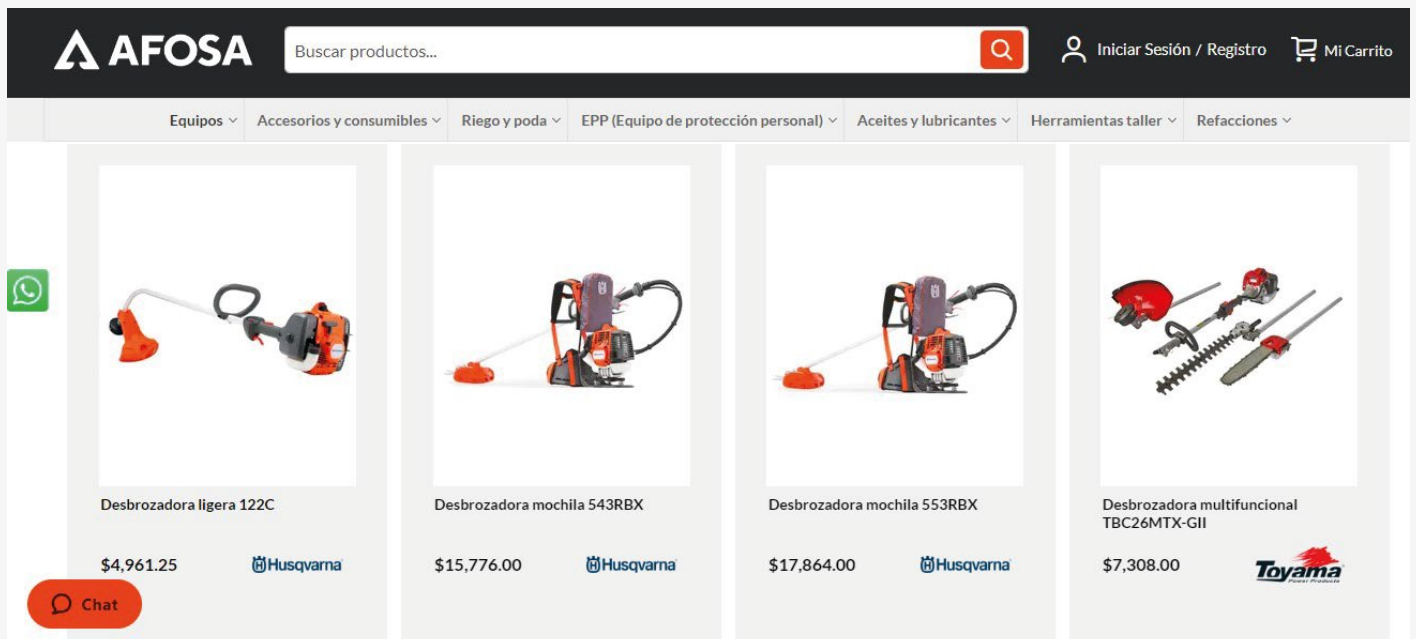 AFOSA
Buscar productos...
Iniciar Sesión / Registro
Mi Carrito
Equipos
Accesorios y consumibles
Riego y poda
EPP (Equipo de protección personal)
Aceites y lubricantes
Herramientas taller
Refacciones
Desbrozadora ligera 122C
$4,961.25
Husqvarna
Desbrozadora mochila 543RBX
$15,776.00
Husqvarna
Desbrozadora mochila 553RBX
$17,864.00
Husqvarna
Desbrozadora multifuncional
TBC26MTX-GII
$7,308.00
Toyama
Power Products
Chat